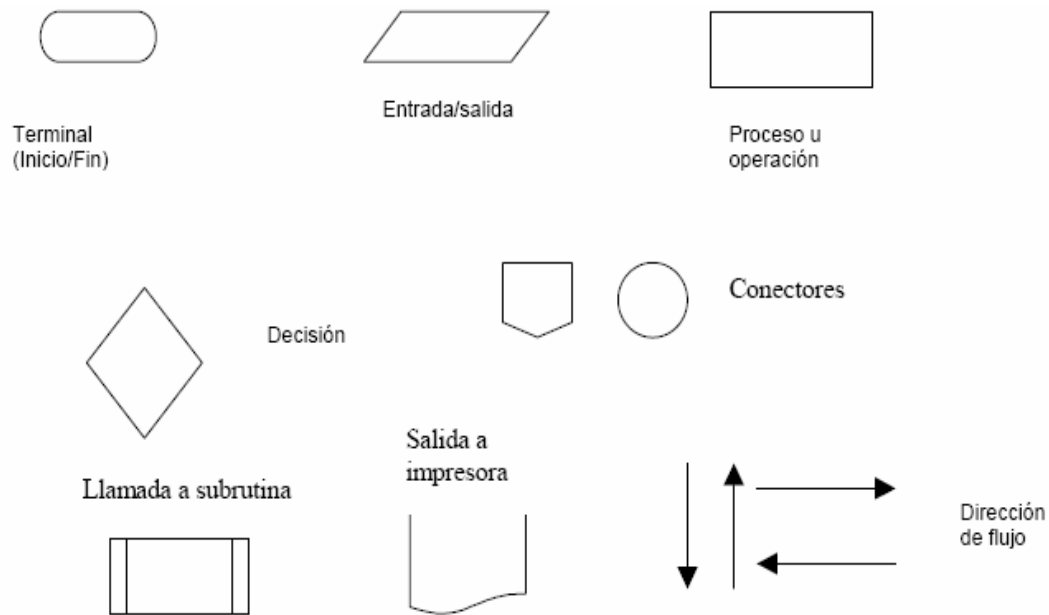 Terminal
(Inicio/Fin)
Entrada/salida
Proceso u
operación
Decisión
Conectores
Llamada a subrutina
Salida a
impresora
Dirección
de flujo